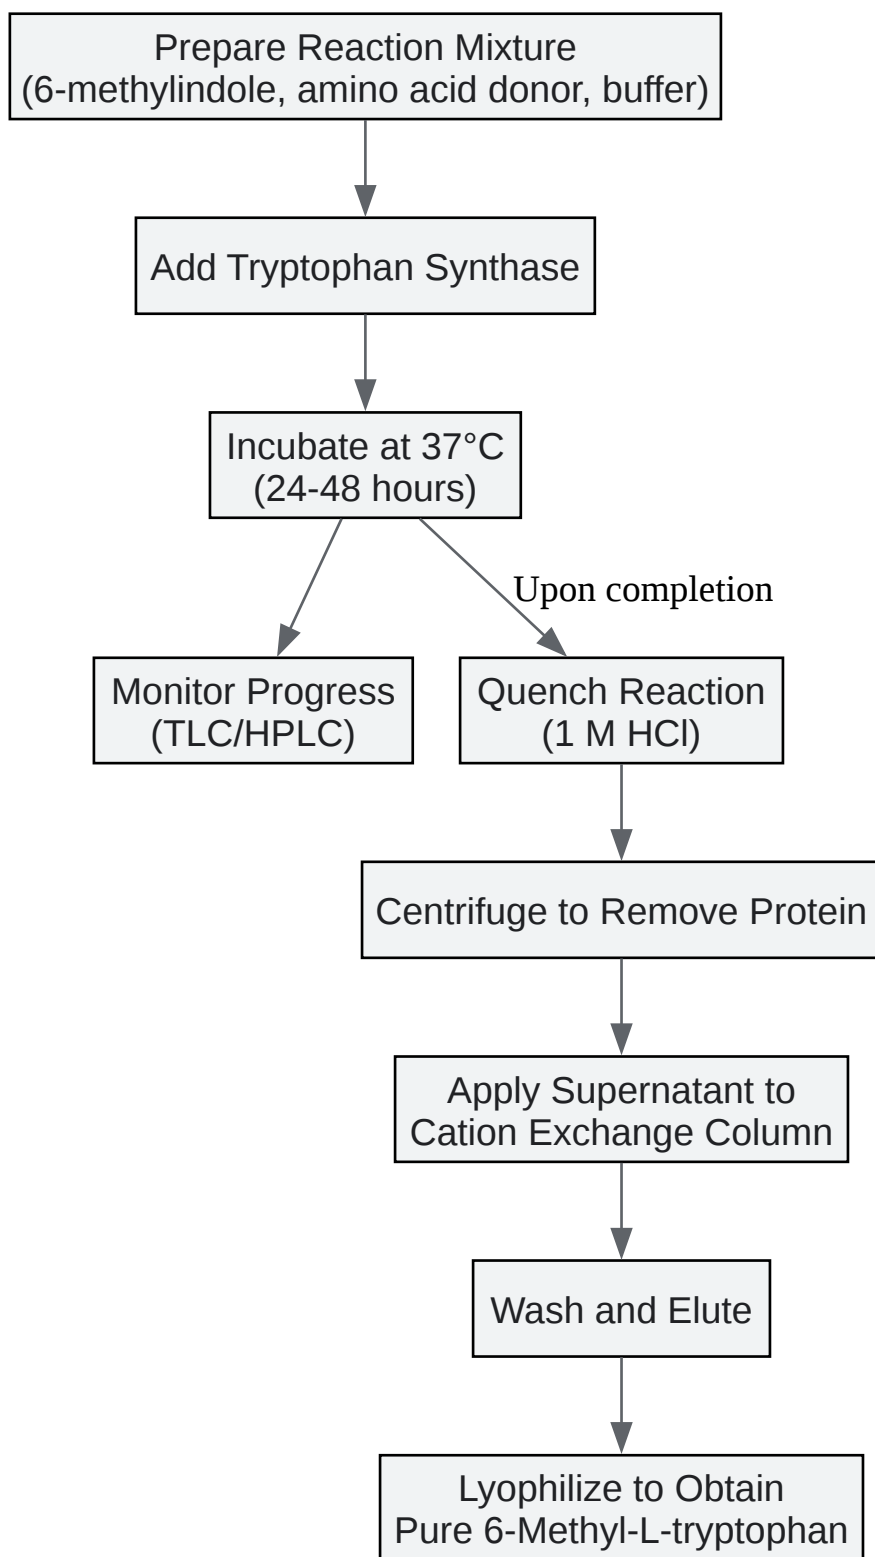 Prepare Reaction Mixture
(6-methylindole, amino acid donor, buffer)
Add Tryptophan Synthase
Incubate at 37°C
(24-48 hours)
Upon completion
Monitor Progress
(TLC/HPLC)
Quench Reaction
(1 M HCl)
Centrifuge to Remove Protein
Apply Supernatant to
Cation Exchange Column
Wash and Elute
Lyophilize to Obtain
Pure 6-Methyl-L-tryptophan